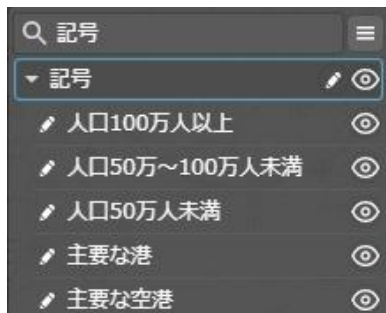 記号
記号
人口100万人以上
人口50万～100万人未満
人口50万人未満
主要な港
主要な空港